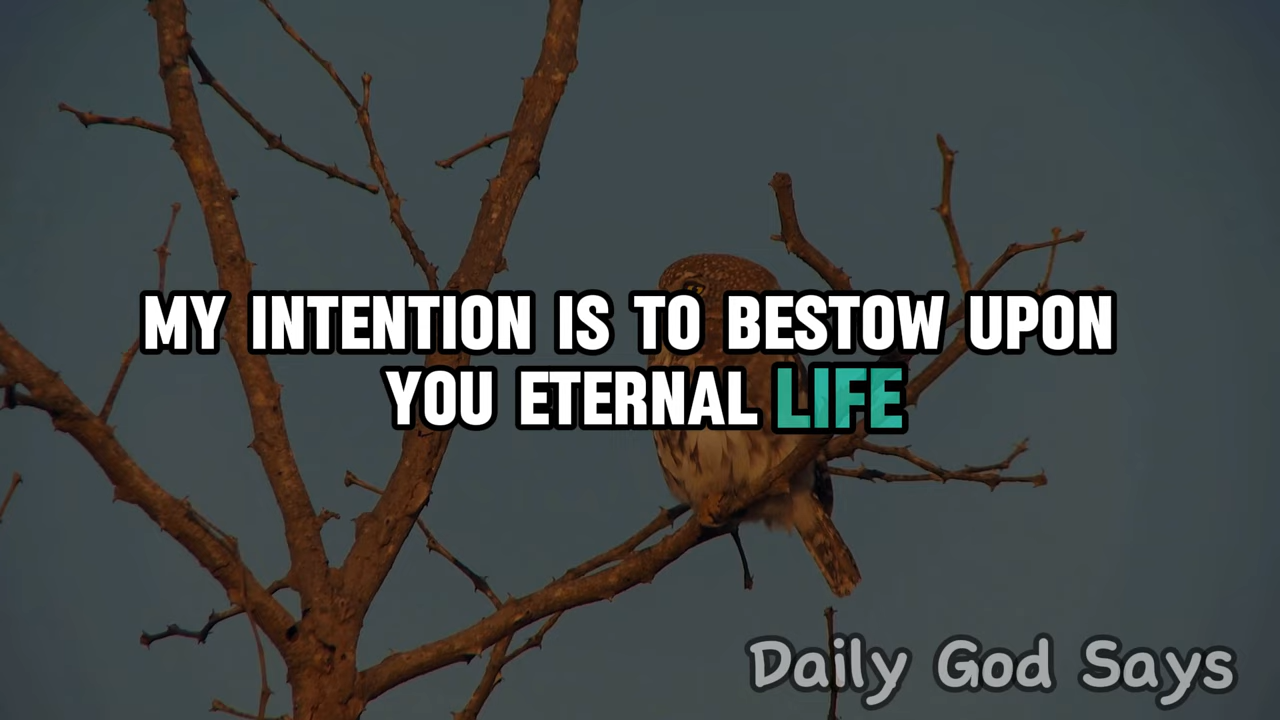 MY INTENTION IS TO BESTOW UPON
YOU ETERNAL LIFE
Daily God Says